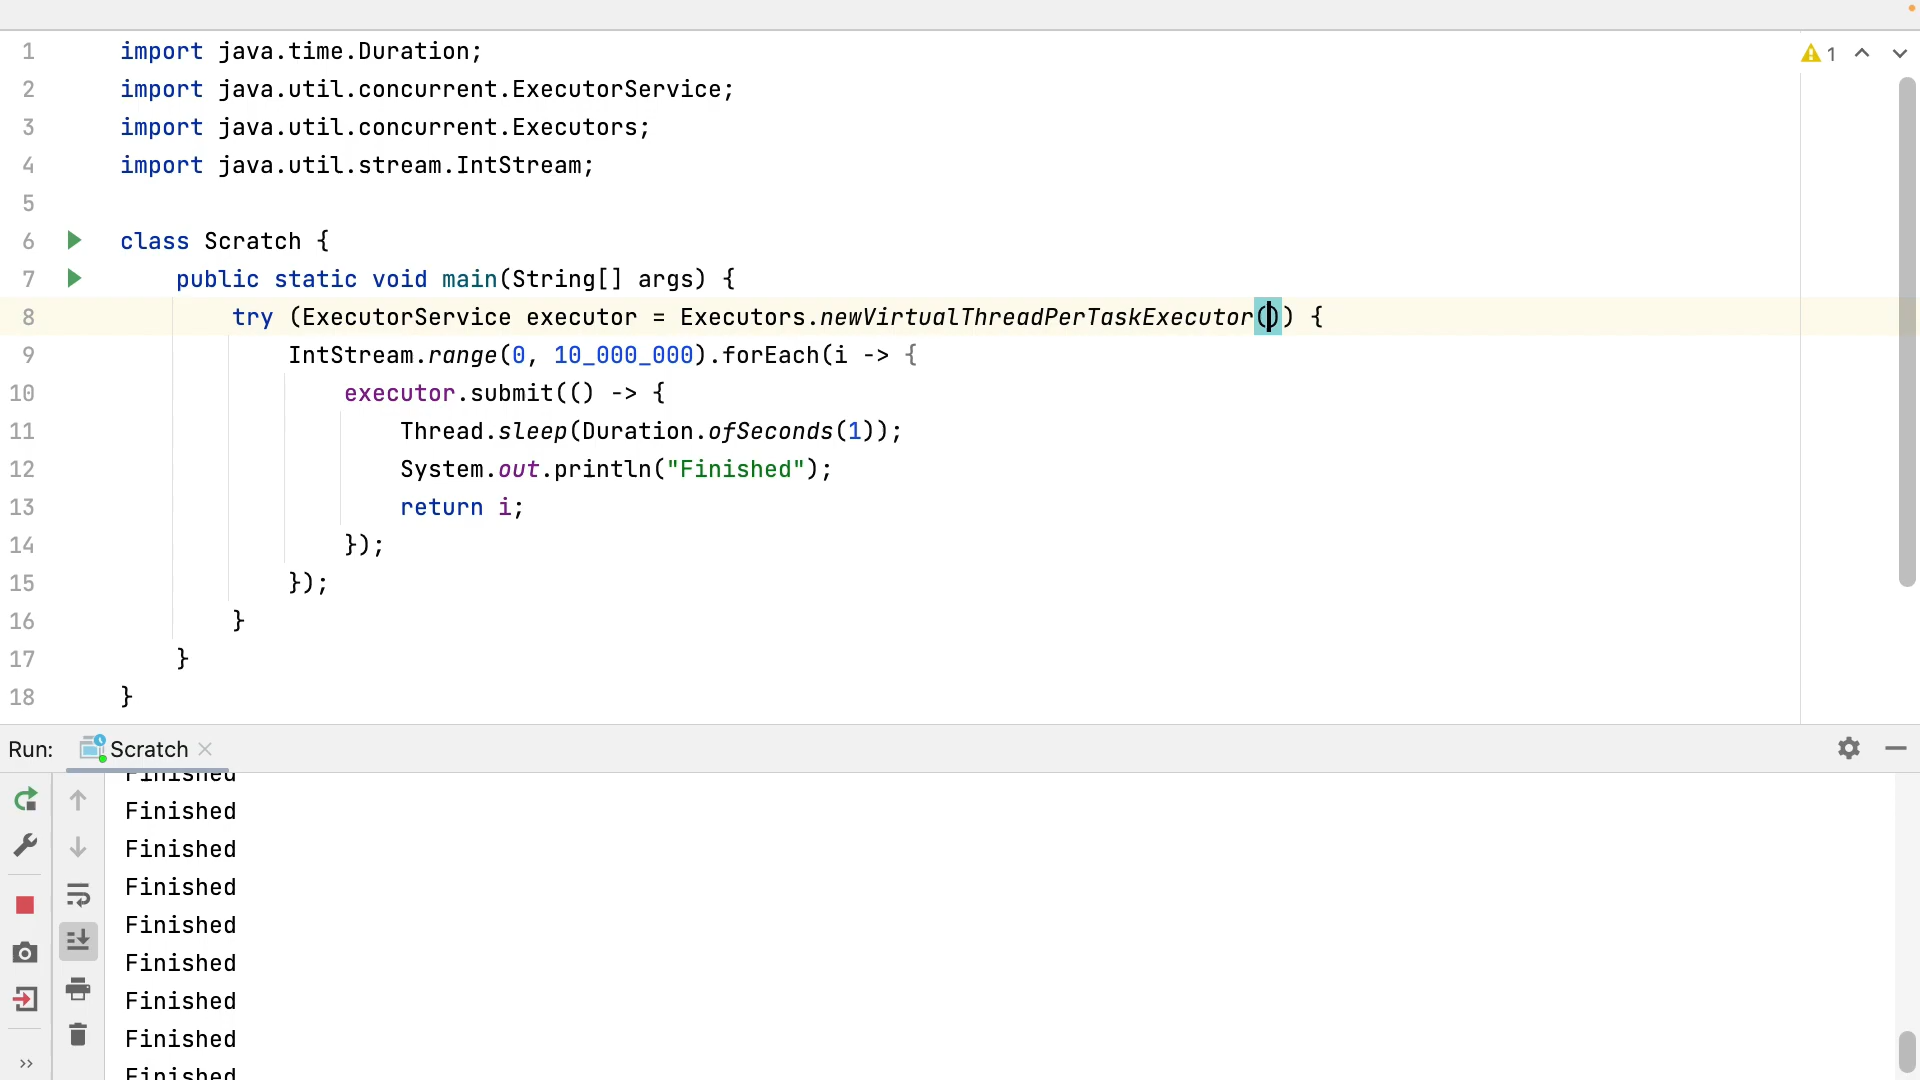 1 import java.time.Duration;
2 import java.util.concurrent.ExecutorService;
3 import java.util.concurrent.Executors;
4 import java.util.stream.IntStream;
5
6 class Scratch {
7     public static void main(String[] args) {
8         try (ExecutorService executor = Executors.newVirtualThreadPerTaskExecutor()) {
9             IntStream.range(0, 10_000_000).forEach(i -> {
10                 executor.submit(() -> {
11                     Thread.sleep(Duration.ofSeconds(1));
12                     System.out.println("Finished");
13                     return i;
14                 });
15             });
16         }
17     }
18 }
1
Run: Scratch
Finished
Finished
Finished
Finished
Finished
Finished
Finished
Finished
Finished